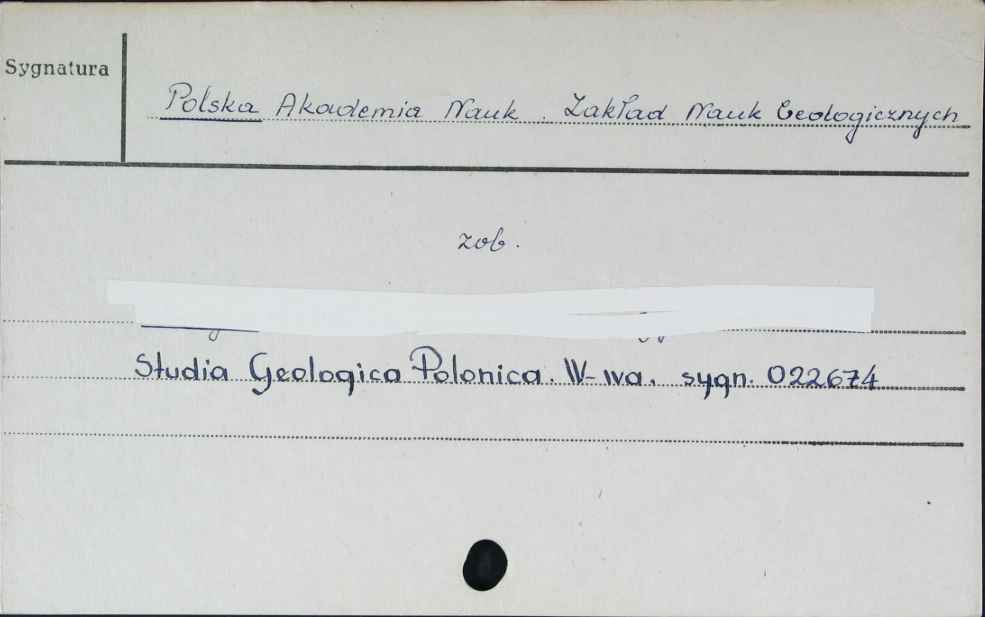 Sygnatura
Polska Akademia Nauk. Zakład Nauk Geologicznych
zob.
Studia Geologica Polonica. W-wa. sygn. 022674